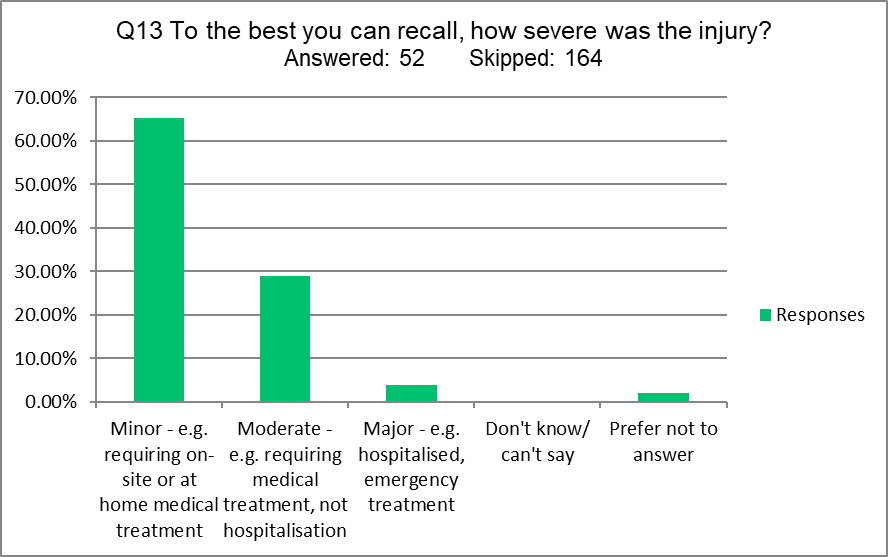 Q13 To the best you can recall, how severe was the injury?
Answered: 52 Skipped: 164
70.00%
60.00%
50.00%
40.00%
30.00%
20.00%
10.00%
0.00%
Minor - e.g.
requiring on-
site or at
home medical
treatment
Moderate -
e.g. requiring
medical
treatment, not
hospitalisation
Major - e.g.
hospitalised,
emergency
treatment
Don't know/
can't say
Prefer not to
answer
Responses